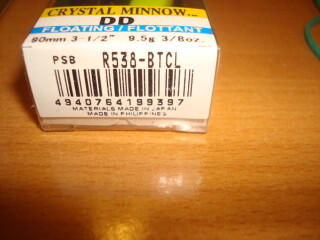 CRYSTAL MINNOW™
DD
FLOATING/FLOTTANT
90mm 3-1/2" 9.5g 3/8oz.
PSB R538-BTCL
4940764199397
MATERIALS MADE IN JAPAN
MADE IN PHILIPPINES